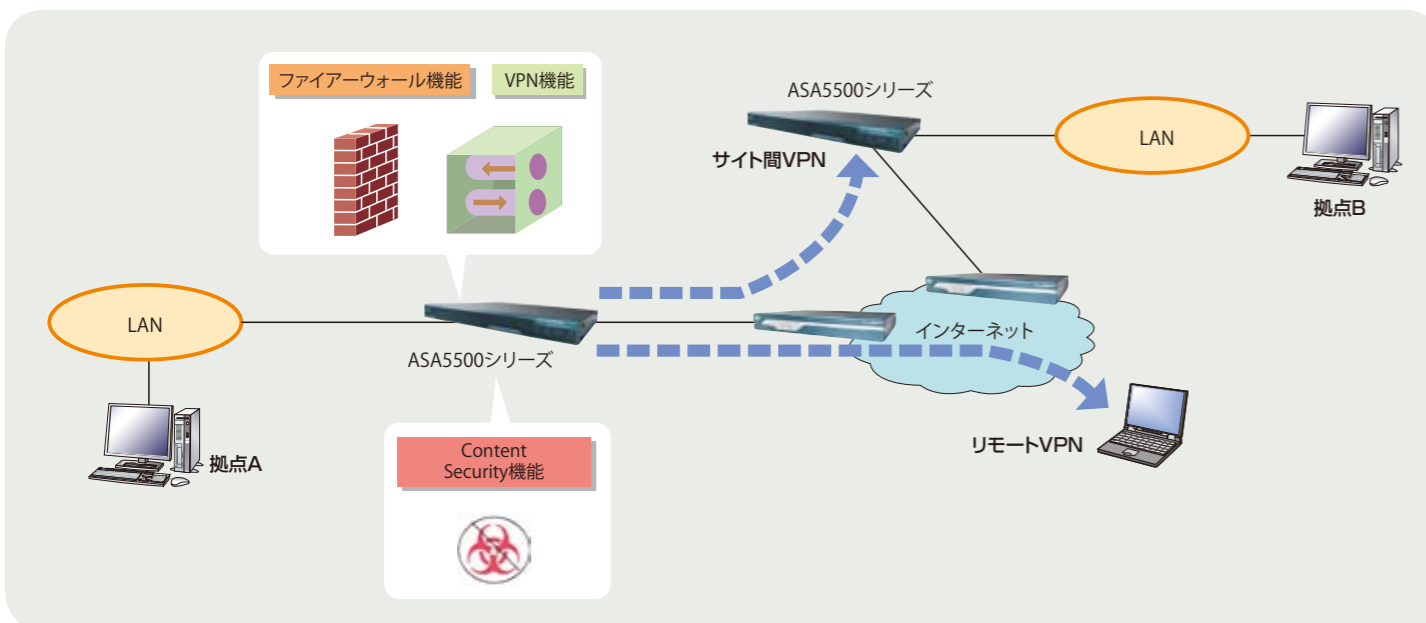 ファイアーウォール機能
VPN機能
ASA5500シリーズ
LAN
サイト間VPN
拠点B
LAN
インターネット
ASA5500シリーズ
拠点A
リモートVPN
Content
Security機能